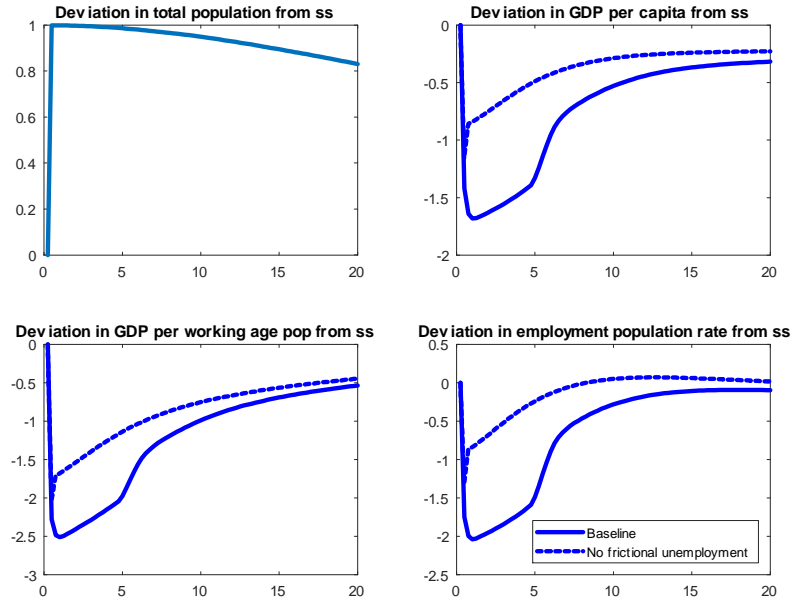 Deviation in total population from ss
1
0.8
0.6
0.4
0.2
0
0 5 10 15 20
Deviation in GDP per capita from ss
0
-0.5
-1
-1.5
-2
0 5 10 15 20
Deviation in GDP per working age pop from ss
0
-0.5
-1
-1.5
-2
-2.5
-3
0 5 10 15 20
Deviation in employment population rate from ss
0.5
0
-0.5
-1
-1.5
-2
-2.5
0 5 10 15 20
Baseline
No frictional unemployment